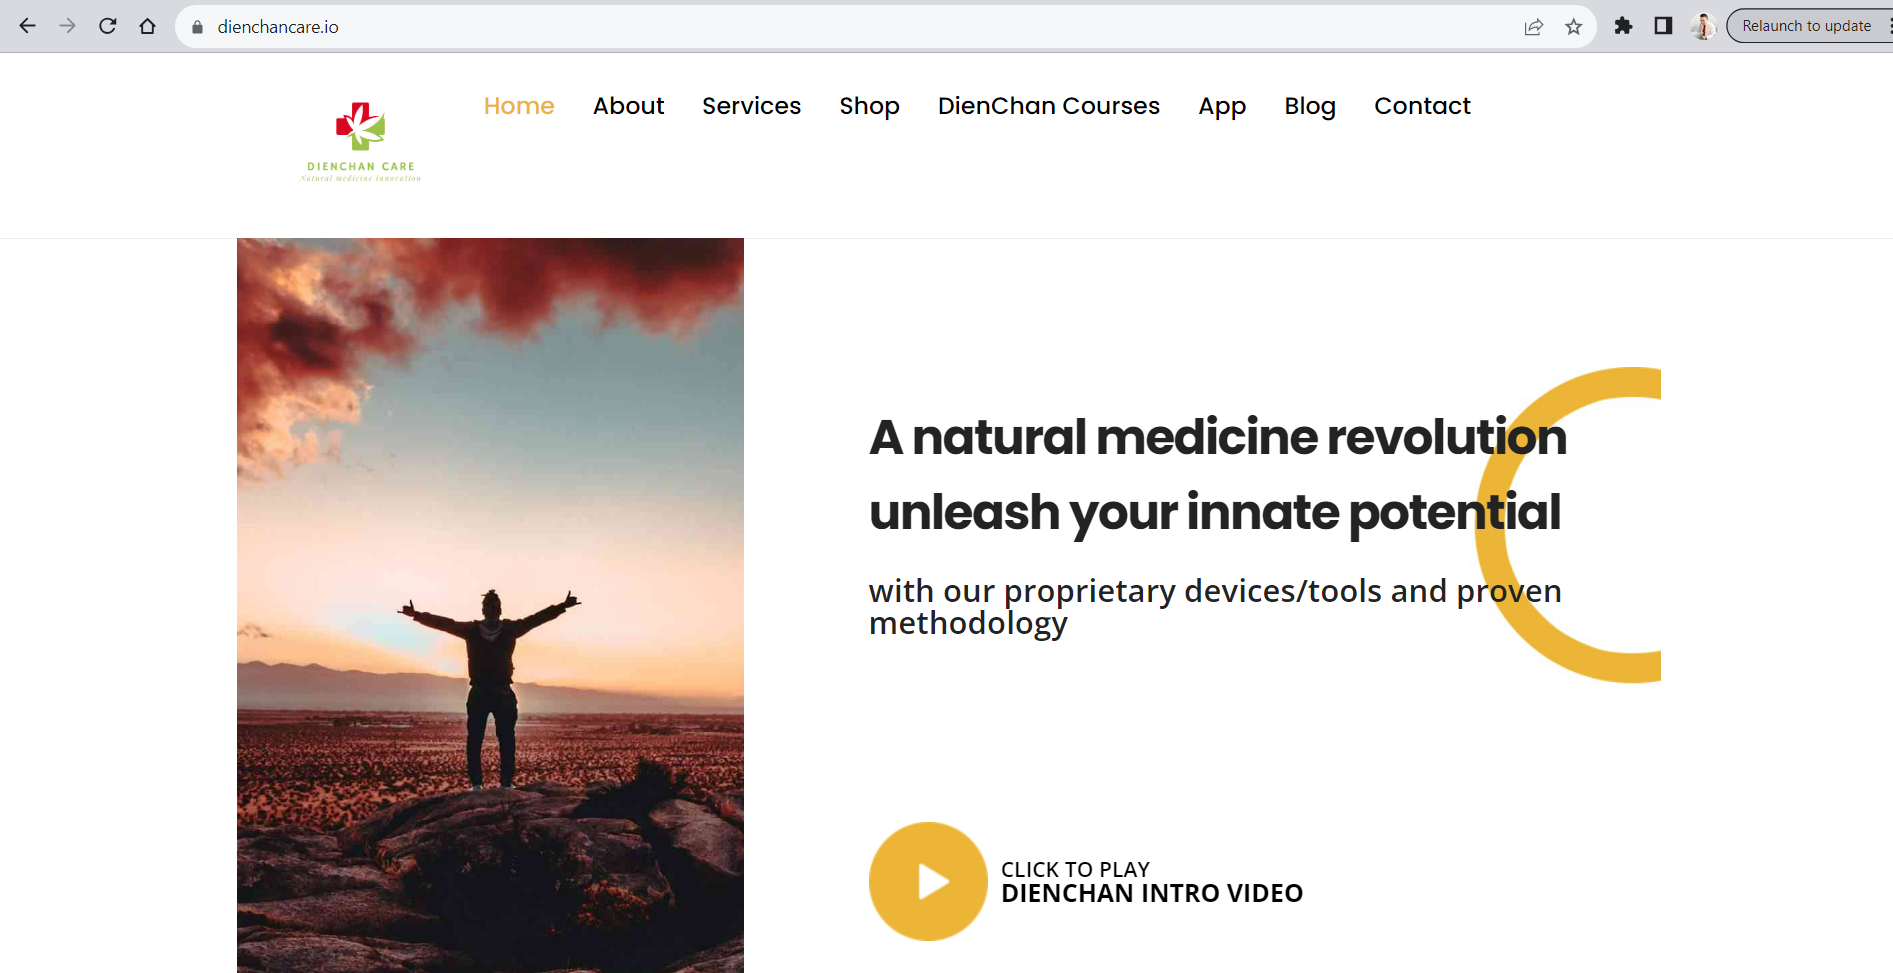 dienchancare.io
Relaunch to update
Home About Services Shop DienChan Courses App Blog Contact
DIENCHAN CARE
Natural medicine innovation
A natural medicine revolution
unleash your innate potential
with our proprietary devices/tools and proven
methodology
CLICK TO PLAY
DIENCHAN INTRO VIDEO